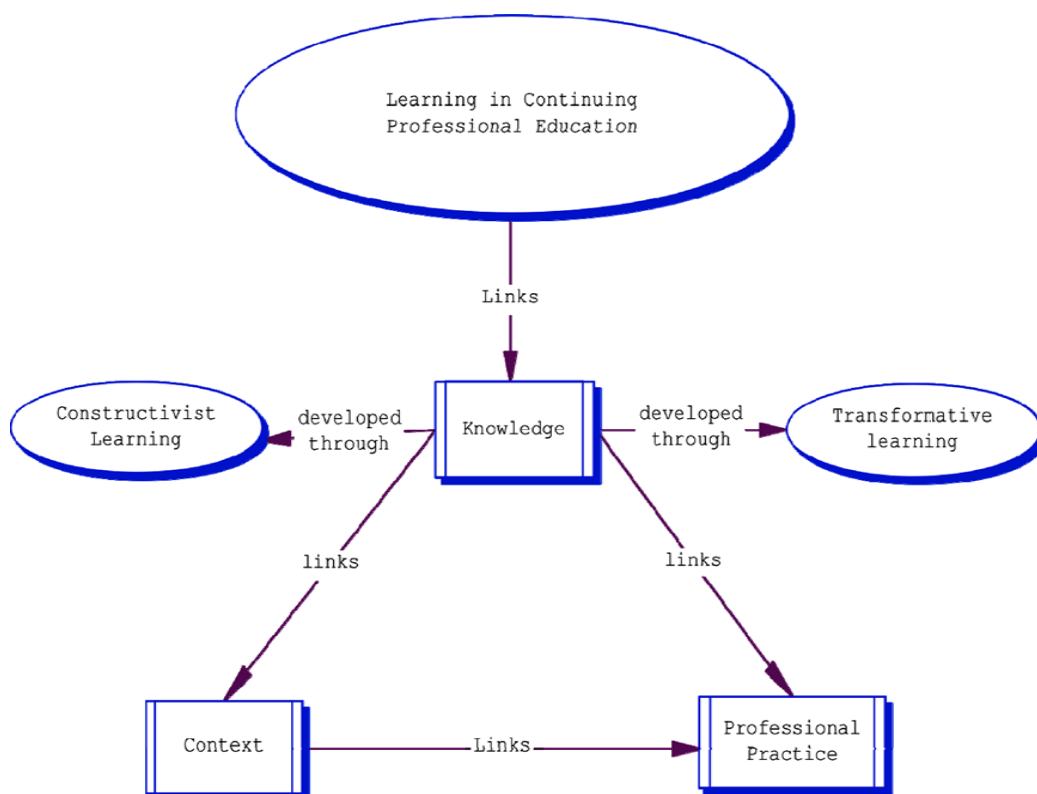 Learning in Continuing
Professional Education
Links
Constructivist
Learning
developed
through
Knowledge
developed
through
Transformative
learning
links
links
Context
Links
Professional
Practice